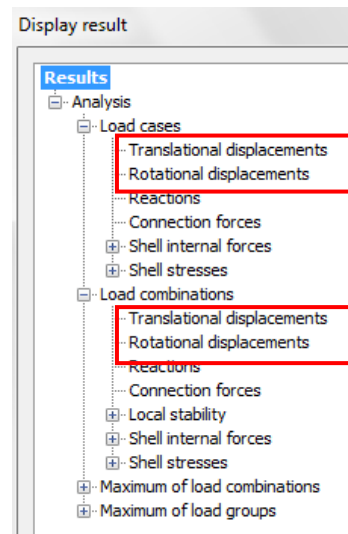 Display result
Results
Analysis
Load cases
Translational displacements
Rotational displacements
Reactions
Connection forces
Shell internal forces
Shell stresses
Load combinations
Translational displacements
Rotational displacements
Reactions
Connection forces
Local stability
Shell internal forces
Shell stresses
Maximum of load combinations
Maximum of load groups